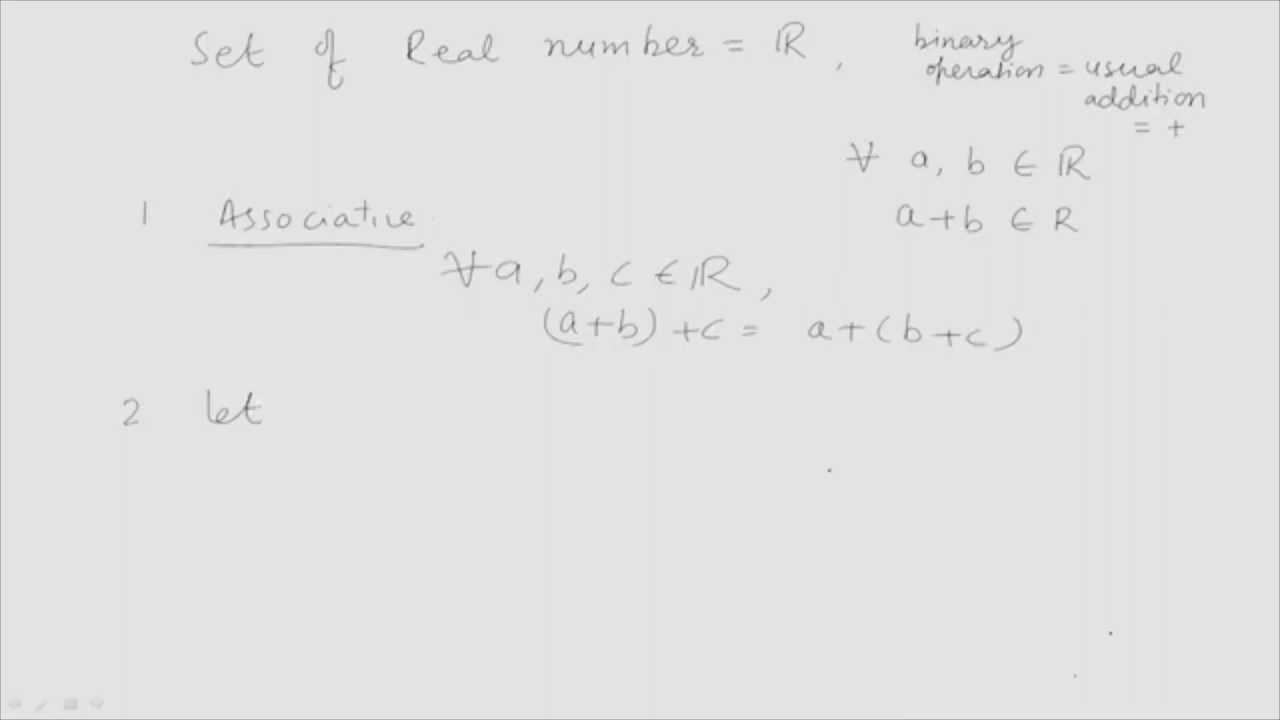 Set of Real number = ℝ, binary
operation = usual
addition
= +
∀ a, b ∈ ℝ
a+b ∈ R
1 Associative
∀ a, b, c ∈ ℝ,
(a+b)+c = a+(b+c)
2 let